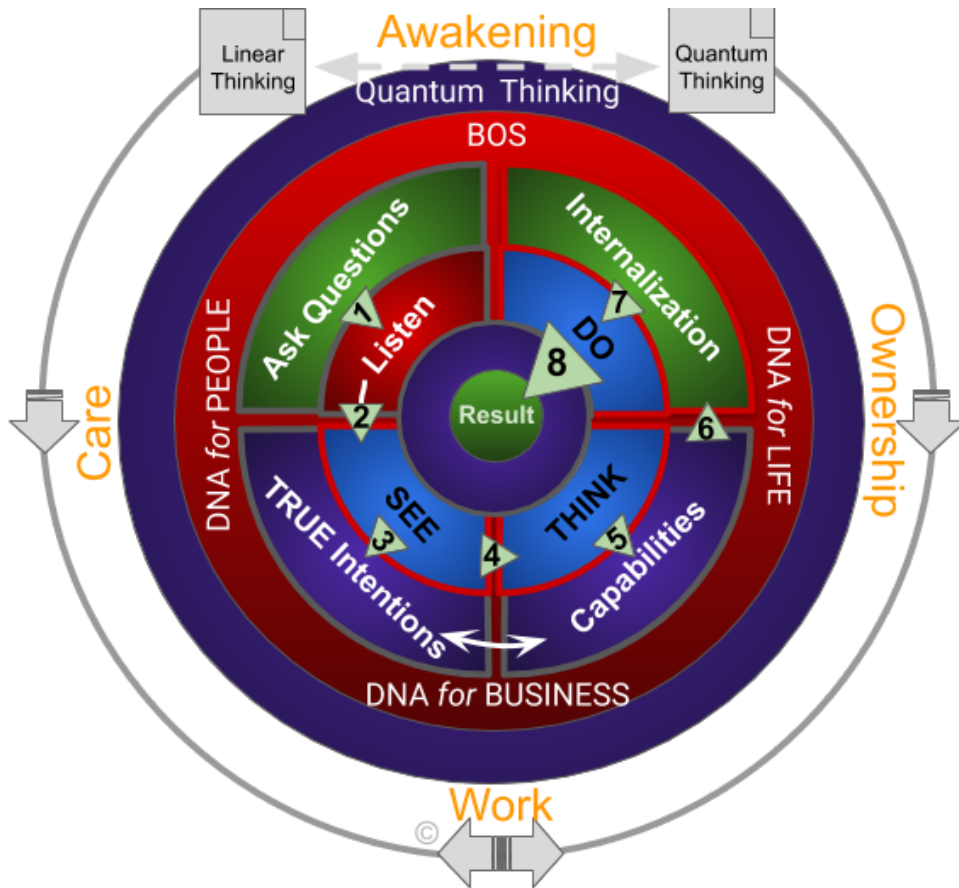 Awakening
Linear
Thinking
Quantum
Thinking
Quantum Thinking
BOS
Ask Questions
Internalization
1
7
Listen
DO
8
DNA for PEOPLE
DNA for LIFE
Care
Ownership
Result
2
6
SEE
THINK
TRUE Intentions
Capabilities
3
4
5
DNA for BUSINESS
Work
©